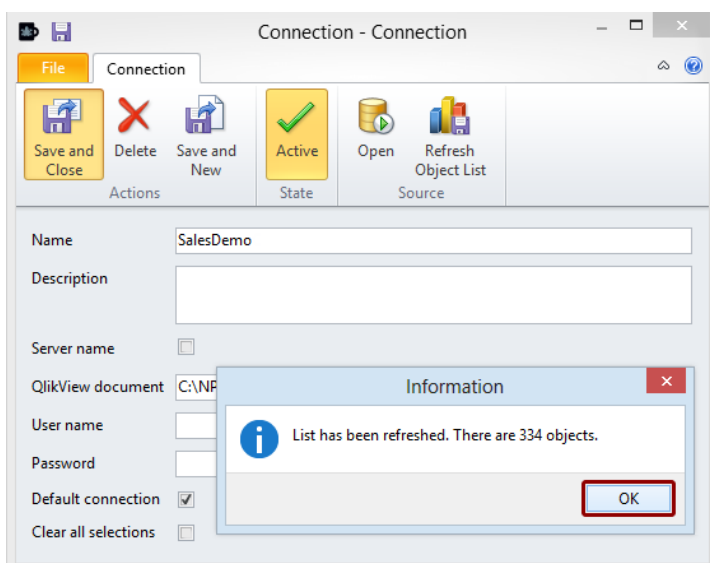 Connection - Connection
File
Connection
Save and
Close
Delete
Save and
New
Active
Open
Refresh
Object List
Actions
State
Source
Name
SalesDemo
Description
Server name
QlikView document
C:\NP
User name
Password
Default connection
Clear all selections
Information
List has been refreshed. There are 334 objects.
OK